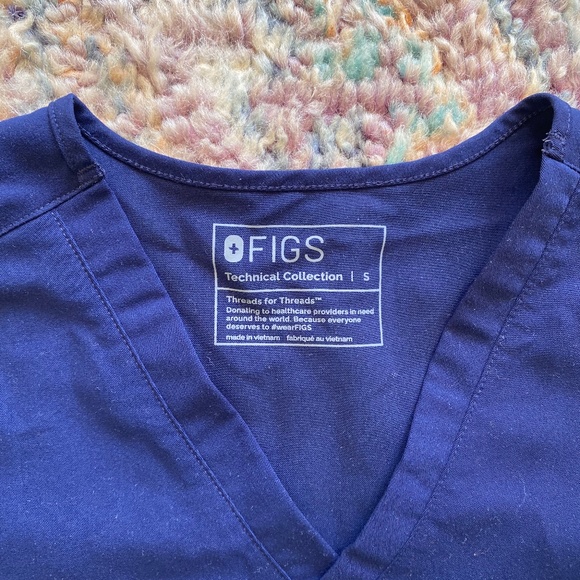 FIGS
Technical Collection | S
Threads for Threads™
Donating to healthcare providers in need
around the world. Because everyone
deserves to #wearFIGS
made in vietnam fabriqué au vietnam